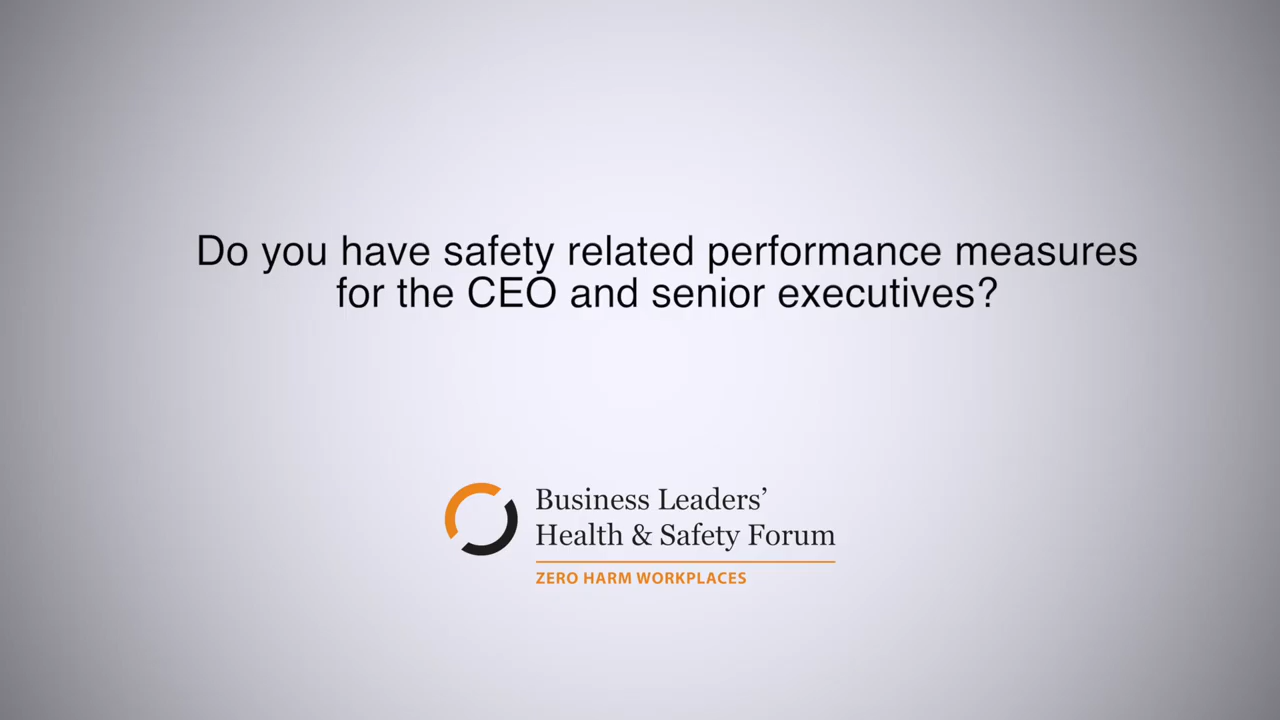 Do you have safety related performance measures
for the CEO and senior executives?
Business Leaders’
Health & Safety Forum
ZERO HARM WORKPLACES